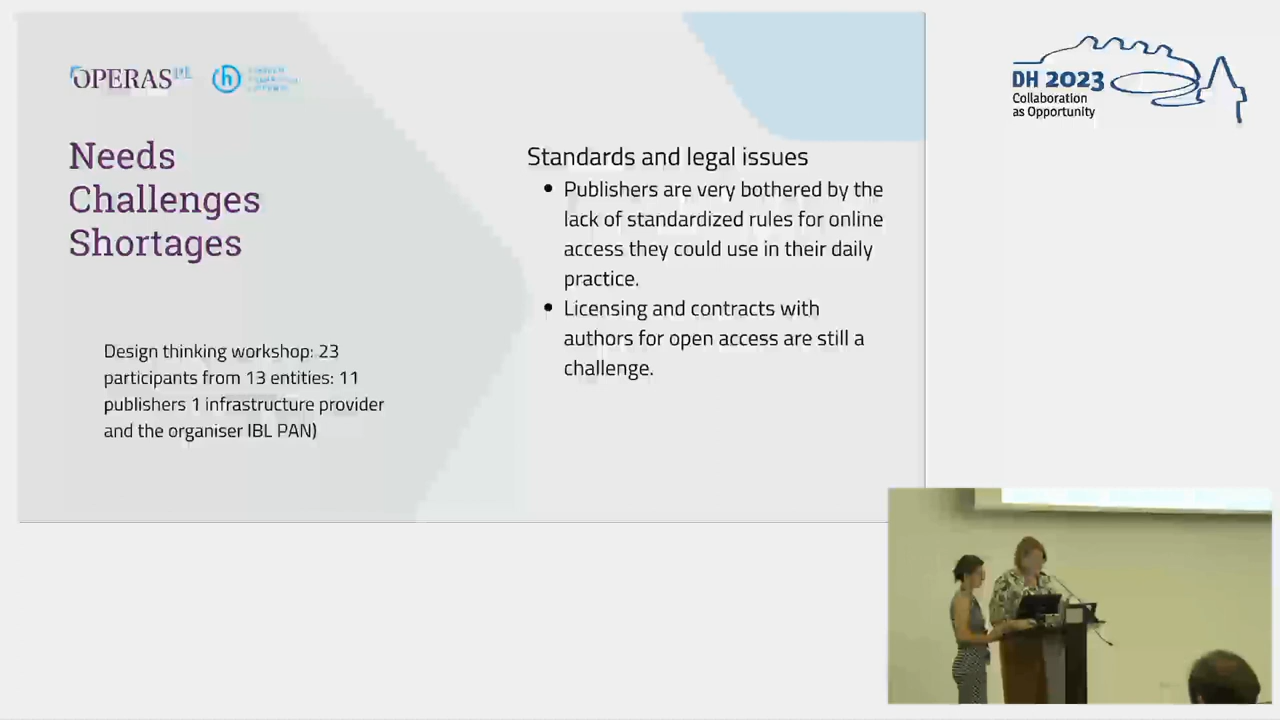 OPERAS PL
Needs
Challenges
Shortages
Design thinking workshop: 23
participants from 13 entities: 11
publishers 1 infrastructure provider
and the organiser IBL PAN)
Standards and legal issues
Publishers are very bothered by the
lack of standardized rules for online
access they could use in their daily
practice.
Licensing and contracts with
authors for open access are still a
challenge.
DH 2023
Collaboration
as Opportunity